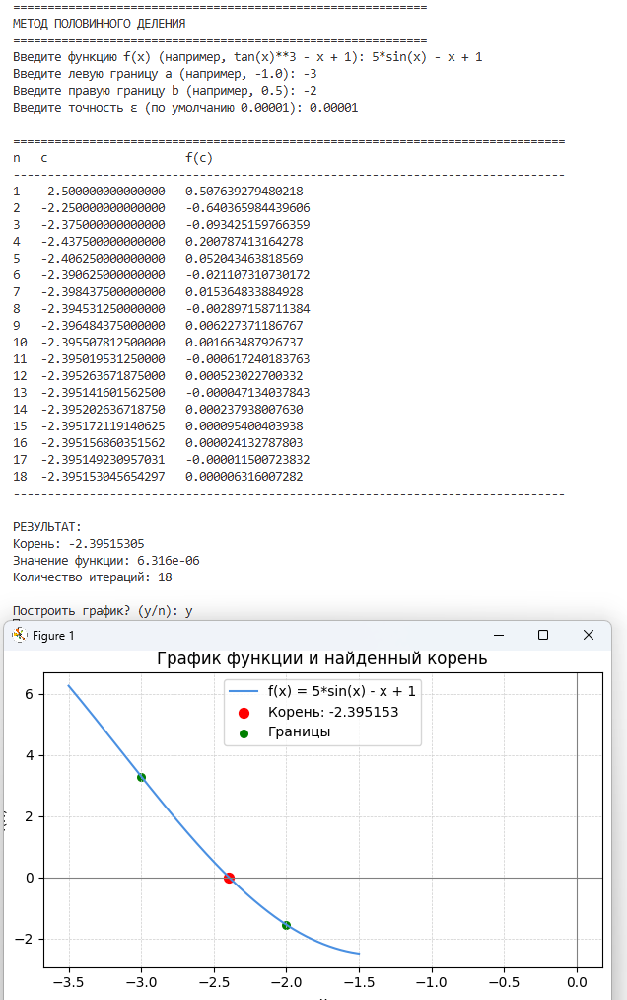 ============================================================
МЕТОД ПОЛОВИННОГО ДЕЛЕНИЯ
============================================================
Введите функцию f(x) (например, tan(x)**3 - x + 1): 5*sin(x) - x + 1
Введите левую границу a (например, -1.0): -3
Введите правую границу b (например, 0.5): -2
Введите точность ε (по умолчанию 0.00001): 0.00001
================================================================================
n c f(c)
--------------------------------------------------------------------------------
1 -2.500000000000000 0.507639279480218
2 -2.250000000000000 -0.640365984439606
3 -2.375000000000000 -0.093425159766359
4 -2.437500000000000 0.200787413164278
5 -2.406250000000000 0.052043463818569
6 -2.390625000000000 -0.021107310730172
7 -2.398437500000000 0.015364833884928
8 -2.394531250000000 -0.002897158711384
9 -2.396484375000000 0.006227371186767
10 -2.395507812500000 0.001663487926737
11 -2.395019531250000 -0.000617240183763
12 -2.395263671875000 0.000523022700332
13 -2.395141601562500 -0.000047134037843
14 -2.395202636718750 0.000237938007630
15 -2.395172119140625 0.000095400403938
16 -2.395156860351562 0.000024132787803
17 -2.395149230957031 -0.000011500723832
18 -2.395153045654297 0.000006316007282
--------------------------------------------------------------------------------
РЕЗУЛЬТАТ:
Корень: -2.39515305
Значение функции: 6.316e-06
Количество итераций: 18
Построить график? (y/n): y
Figure 1
График функции и найденный корень
f(x) = 5*sin(x) - x + 1
Корень: -2.395153
Границы
6
4
2
0
−2
−3.5 −3.0 −2.5 −2.0 −1.5 −1.0 −0.5 0.0